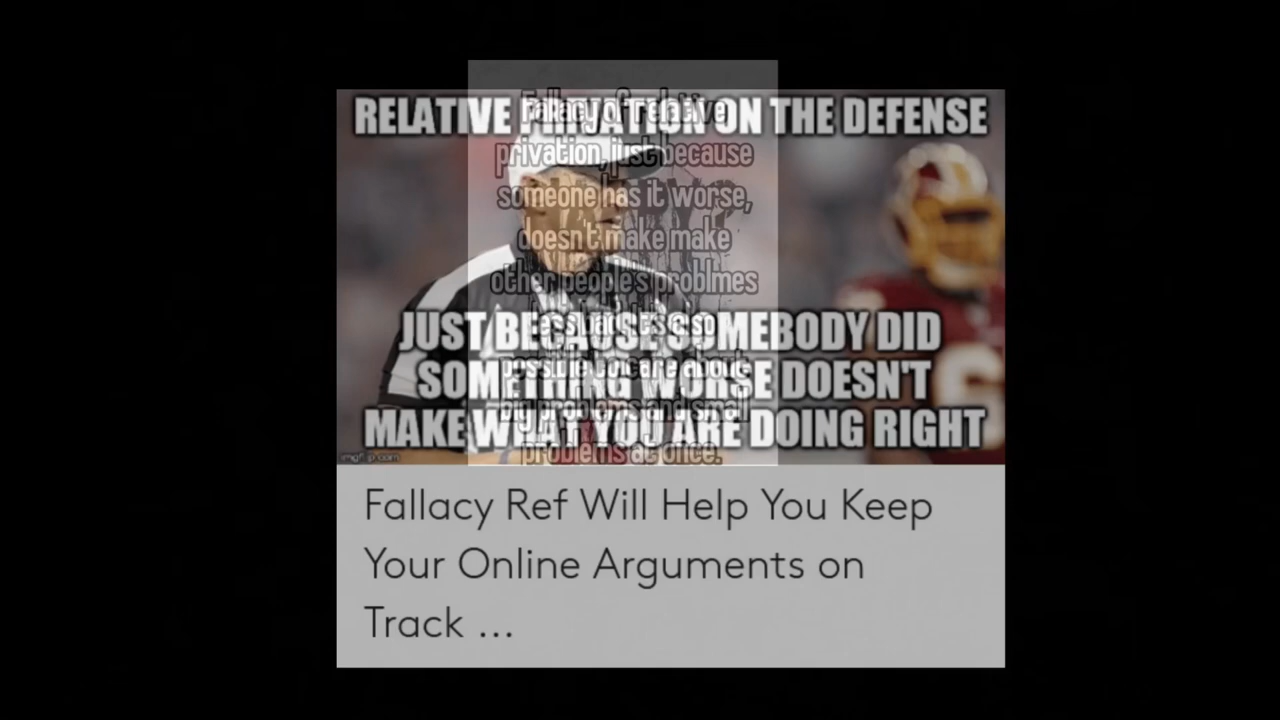 RELATIVE PRIVATION ON THE DEFENSE
Fallacy of relative
privation, just because
someone has it worse,
doesn't make make
other people's problmes
less bad. it's also
possible to care about
big problems and small
problems at once.
JUST BECAUSE SOMEBODY DID
SOMETHING WORSE DOESN'T
MAKE WHAT YOU ARE DOING RIGHT
imgflip.com
Fallacy Ref Will Help You Keep
Your Online Arguments on
Track ...